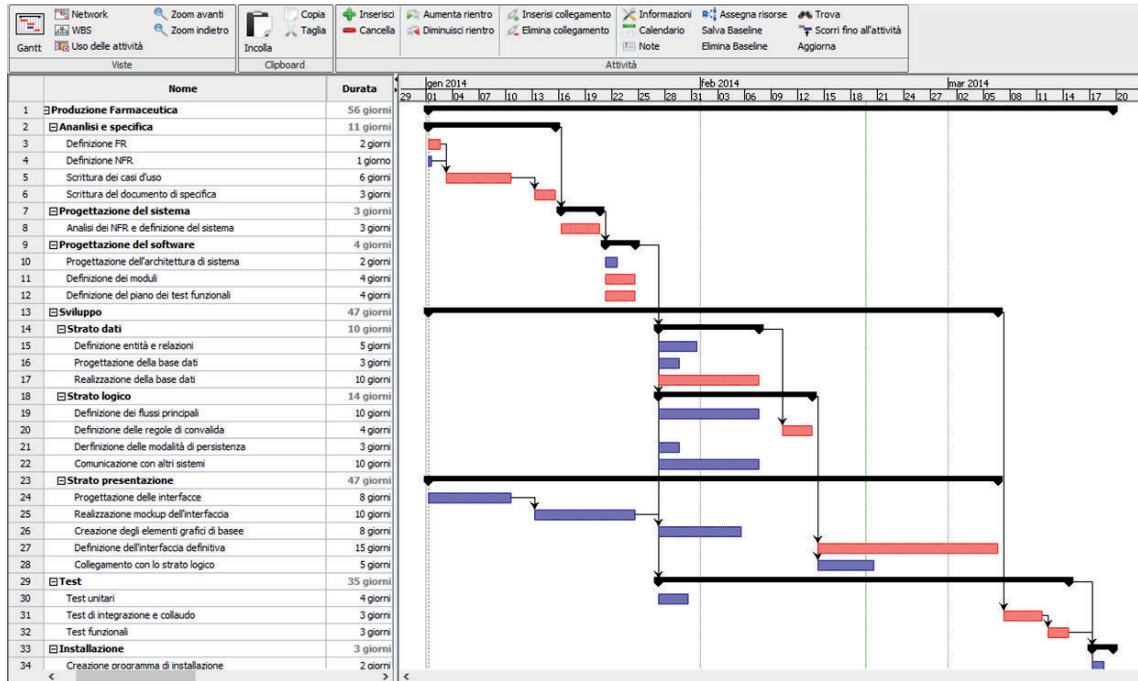 Network Zoom avanti Copia Inserisci Aumenta rientro Inserisi collegamento Informazioni Assegna risorse Trova
WBS Zoom indietro Taglia Cancella Diminuisci rientro Elimina collegamento Calendario Salva Baseline Scorri fino all'attività
Gantt Uso delle attività Incolla Note Elimina Baseline Aggiorna
Viste Clipboard Attività
Nome Durata gen 2014 feb 2014 mar 2014
29 01 04 07 10 13 16 19 22 25 28 31 03 06 09 12 15 18 21 24 27 02 05 08 11 14 17 20
1 Produzione Farmaceutica 56 giorni
2 Ananlisi e specifica 11 giorni
3 Definizione FR 2 giorni
4 Definizione NFR 1 giorno
5 Scrittura dei casi d'uso 6 giorni
6 Scrittura del documento di specifica 3 giorni
7 Progettazione del sistema 3 giorni
8 Analisi dei NFR e definizione del sistema 3 giorni
9 Progettazione del software 4 giorni
10 Progettazione dell'architettura di sistema 2 giorni
11 Definizione dei moduli 4 giorni
12 Definizione del piano dei test funzionali 4 giorni
13 Sviluppo 47 giorni
14 Strato dati 10 giorni
15 Definizione entità e relazioni 5 giorni
16 Progettazione della base dati 3 giorni
17 Realizzazione della base dati 10 giorni
18 Strato logico 14 giorni
19 Definizione dei flussi principali 10 giorni
20 Definizione delle regole di convalida 4 giorni
21 Derfinizione delle modalità di persistenza 3 giorni
22 Comunicazione con altri sistemi 10 giorni
23 Strato presentazione 47 giorni
24 Progettazione delle interfacce 8 giorni
25 Realizzazione mockup dell'interfaccia 10 giorni
26 Creazione degli elementi grafici di basee 8 giorni
27 Definizione dell'interfaccia definitiva 15 giorni
28 Collegamento con lo strato logico 5 giorni
29 Test 35 giorni
30 Test unitari 4 giorni
31 Test di integrazione e collaudo 3 giorni
32 Test funzionali 3 giorni
33 Installazione 3 giorni
34 Creazione programma di installazione 2 giorni